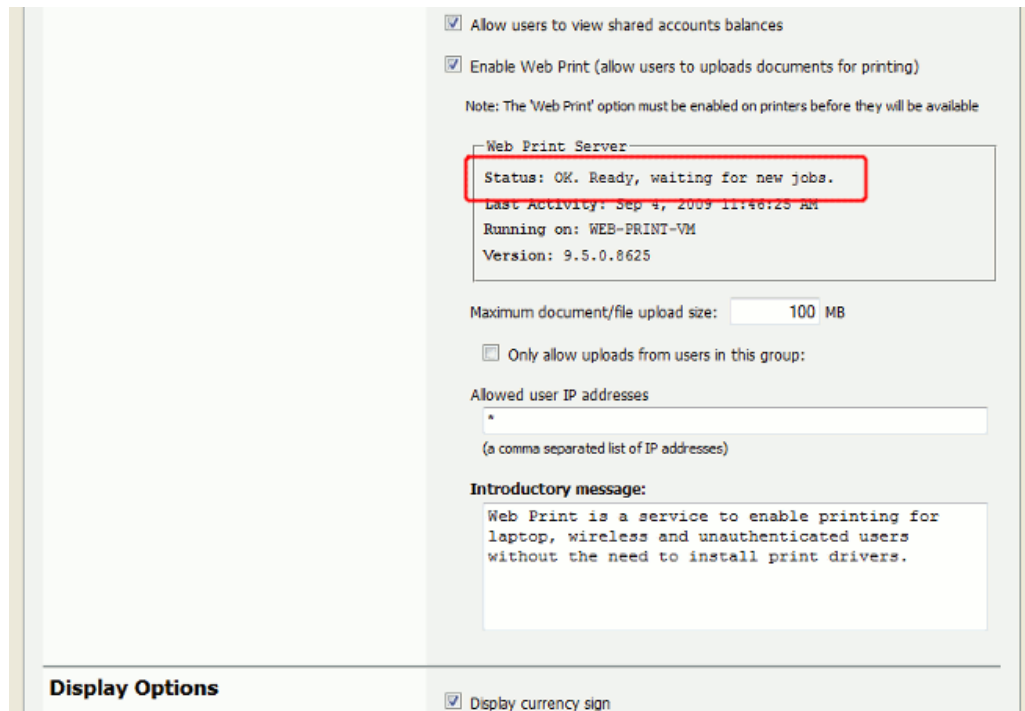 Allow users to view shared accounts balances
Enable Web Print (allow users to uploads documents for printing)
Note: The 'Web Print' option must be enabled on printers before they will be available
Web Print Server
Status: OK. Ready, waiting for new jobs.
Last Activity: Sep 4, 2009 11:46:25 AM
Running on: WEB-PRINT-VM
Version: 9.5.0.8625
Maximum document/file upload size: 100 MB
Only allow uploads from users in this group:
Allowed user IP addresses
*
(a comma separated list of IP addresses)
Introductory message:
Web Print is a service to enable printing for
laptop, wireless and unauthenticated users
without the need to install print drivers.
Display Options
Display currency sign